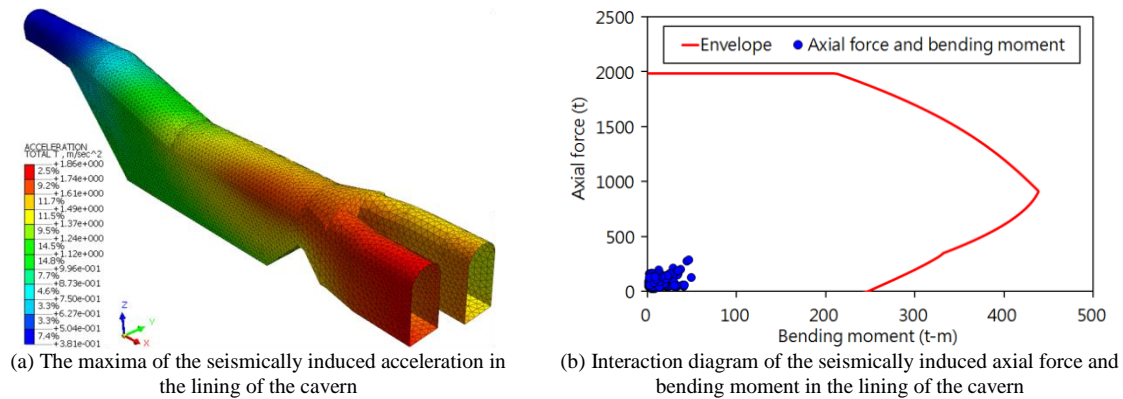 ACCELERATION
TOTAL T , m/sec^2
+1.86e+000
2.5%
+1.74e+000
9.2%
+1.61e+000
11.7%
+1.49e+000
11.5%
+1.37e+000
9.5%
+1.24e+000
14.5%
+1.12e+000
14.8%
+9.96e-001
7.7%
+8.73e-001
4.6%
+7.50e-001
3.3%
+6.27e-001
3.3%
+5.04e-001
7.4%
+3.81e-001
Z
Y
X
(a) The maxima of the seismically induced acceleration in
the lining of the cavern
Envelope Axial force and bending moment
Axial force (t)
2500
2000
1500
1000
500
0
0 100 200 300 400 500
Bending moment (t-m)
(b) Interaction diagram of the seismically induced axial force and
bending moment in the lining of the cavern